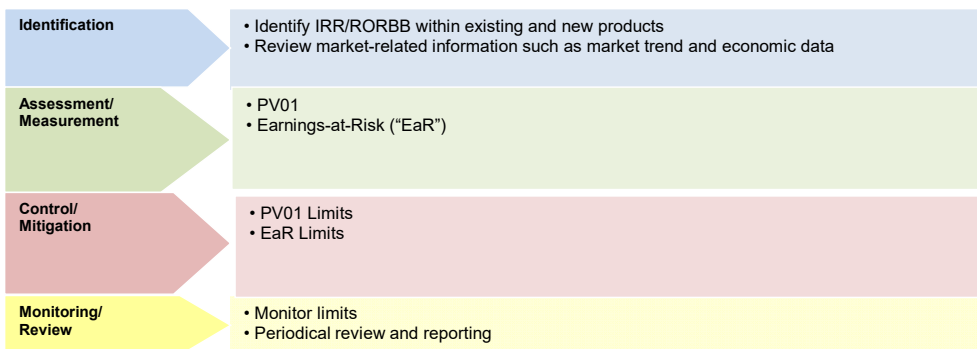 Identification
• Identify IRR/RORBB within existing and new products
• Review market-related information such as market trend and economic data
Assessment/
Measurement
• PV01
• Earnings-at-Risk (“EaR”)
Control/
Mitigation
• PV01 Limits
• EaR Limits
Monitoring/
Review
• Monitor limits
• Periodical review and reporting